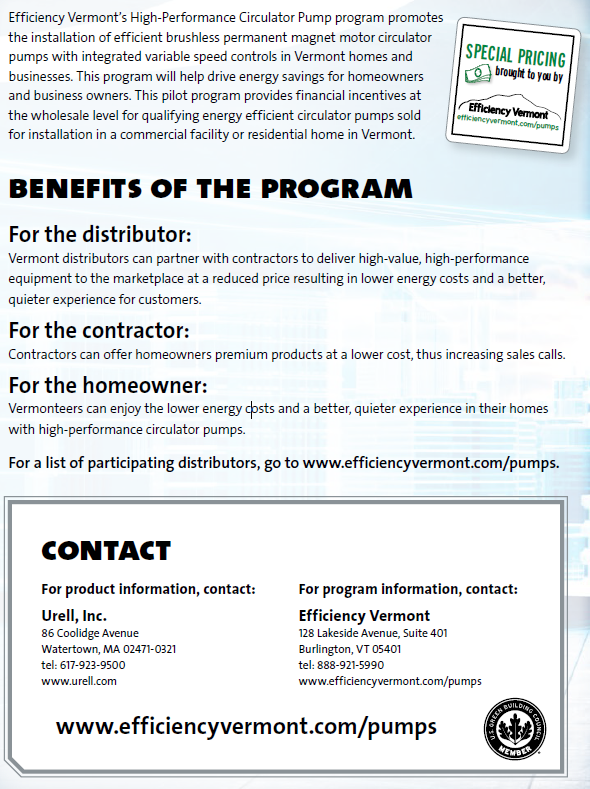 Efficiency Vermont's High-Performance Circulator Pump program promotes
the installation of efficient brushless permanent magnet motor circulator
pumps with integrated variable speed controls in Vermont homes and
businesses. This program will help drive energy savings for homeowners
and business owners. This pilot program provides financial incentives at
the wholesale level for qualifying energy efficient circulator pumps sold
for installation in a commercial facility or residential home in Vermont.
SPECIAL PRICING
brought to you by
Efficiency Vermont
efficiencyvermont.com/pumps
BENEFITS OF THE PROGRAM
For the distributor:
Vermont distributors can partner with contractors to deliver high-value, high-performance
equipment to the marketplace at a reduced price resulting in lower energy costs and a better,
quieter experience for customers.
For the contractor:
Contractors can offer homeowners premium products at a lower cost, thus increasing sales calls.
For the homeowner:
Vermonteers can enjoy the lower energy costs and a better, quieter experience in their homes
with high-performance circulator pumps.
For a list of participating distributors, go to www.efficiencyvermont.com/pumps.
CONTACT
For product information, contact:
Urell, Inc.
86 Coolidge Avenue
Watertown, MA 02471-0321
tel: 617-923-9500
www.urell.com
For program information, contact:
Efficiency Vermont
128 Lakeside Avenue, Suite 401
Burlington, VT 05401
tel: 888-921-5990
www.efficiencyvermont.com/pumps
www.efficiencyvermont.com/pumps
U.S. GREEN BUILDING COUNCIL
MEMBER